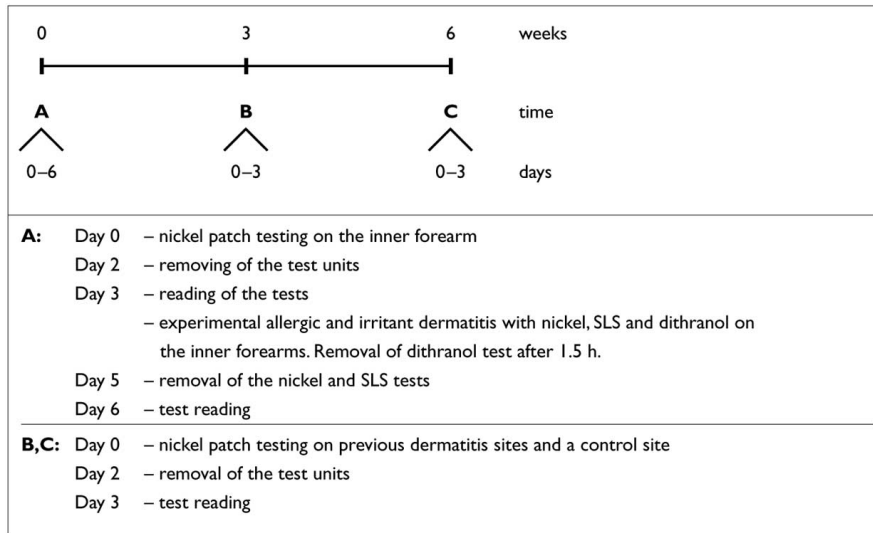 0 3 6 weeks
A B C time
0–6 0–3 0–3 days
A: Day 0 – nickel patch testing on the inner forearm
Day 2 – removing of the test units
Day 3 – reading of the tests
– experimental allergic and irritant dermatitis with nickel, SLS and dithranol on
the inner forearms. Removal of dithranol test after 1.5 h.
Day 5 – removal of the nickel and SLS tests
Day 6 – test reading
B,C: Day 0 – nickel patch testing on previous dermatitis sites and a control site
Day 2 – removal of the test units
Day 3 – test reading